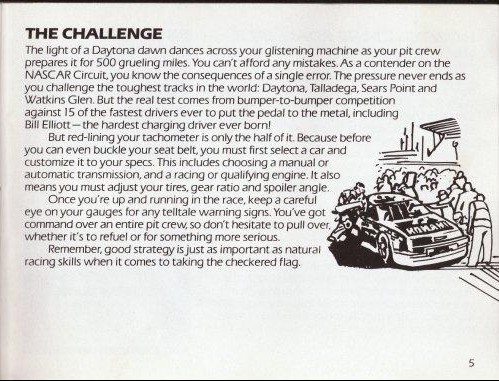 THE CHALLENGE
The light of a Daytona dawn dances across your glistening machine as your pit crew
prepares it for 500 grueling miles. You can't afford any mistakes. As a contender on the
NASCAR Circuit, you know the consequences of a single error. The pressure never ends as
you challenge the toughest tracks in the world: Daytona, Talladega, Sears Point and
Watkins Glen. But the real test comes from bumper-to-bumper competition
against 15 of the fastest drivers ever to put the pedal to the metal, including
Bill Elliott—the hardest charging driver ever born!
But red-lining your tachometer is only the half of it. Because before
you can even buckle your seat belt, you must first select a car and
customize it to your specs. This includes choosing a manual or
automatic transmission, and a racing or qualifying engine. It also
means you must adjust your tires, gear ratio and spoiler angle.
Once you're up and running in the race, keep a careful
eye on your gauges for any telltale warning signs. You've got
command over an entire pit crew, so don't hesitate to pull over,
whether it's to refuel or for something more serious.
Remember, good strategy is just as important as natural
racing skills when it comes to taking the checkered flag.
KONAMI
5